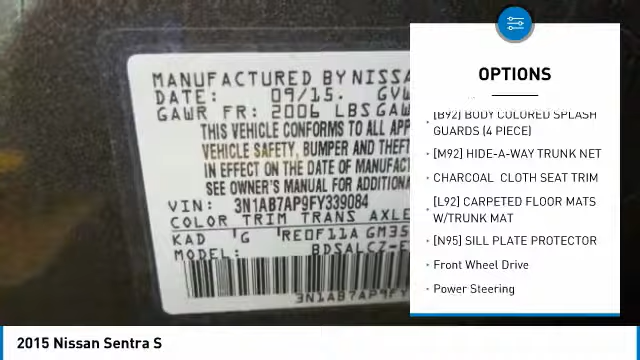 MANUFACTURED BY NISSA
DATE: 09/15. GVW
GAWR FR: 2006 LBS GAW
THIS VEHICLE CONFORMS TO ALL APP
VEHICLE SAFETY, BUMPER AND THEFT
IN EFFECT ON THE DATE OF MANUFACT
SEE OWNER'S MANUAL FOR ADDITIONA
VIN: 3N1AB7AP9FY339084
COLOR TRIM TRANS AXLE
KAD G RE0F11A GM35
MODEL: BDSALCZ-E
3N1AB7AP9FY
OPTIONS
[B92] BODY COLORED SPLASH
GUARDS (4 PIECE)
[M92] HIDE-A-WAY TRUNK NET
CHARCOAL CLOTH SEAT TRIM
[L92] CARPETED FLOOR MATS
W/TRUNK MAT
[N95] SILL PLATE PROTECTOR
Front Wheel Drive
Power Steering
2015 Nissan Sentra S